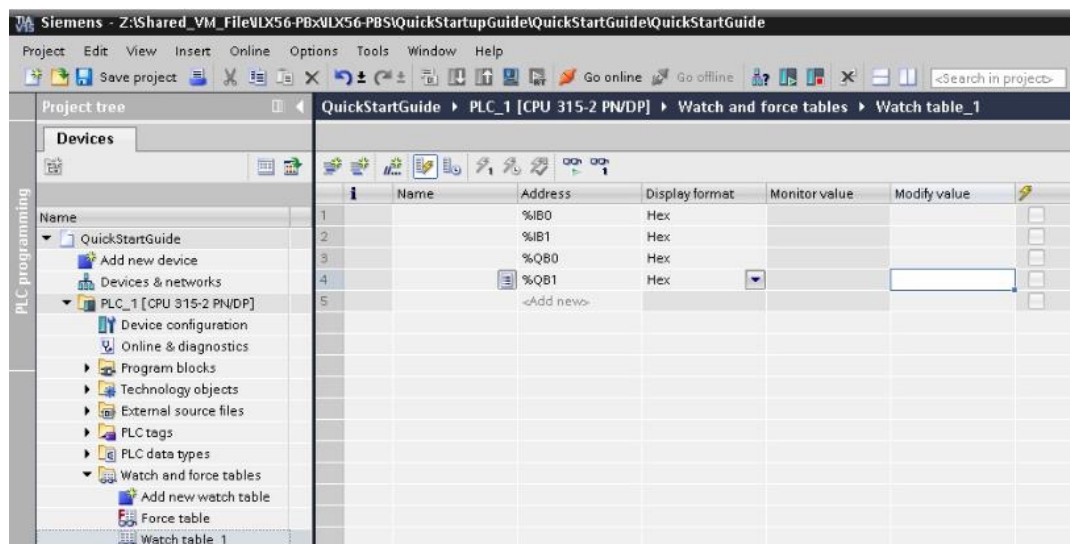 Siemens - Z:\Shared_VM_File\ILX56-PBx\ILX56-PBS\QuickStartupGuide\QuickStartGuide\QuickStartGuide
Project Edit View Insert Online Options Tools Window Help
Save project Go online Go offline <Search in project>
Project tree
QuickStartGuide PLC_1 [CPU 315-2 PN/DP] Watch and force tables Watch table_1
Devices
i Name Address Display format Monitor value Modify value
1 %IB0 Hex
2 %IB1 Hex
3 %QB0 Hex
4 %QB1 Hex
5 <Add new>
PLC programming
Name
QuickStartGuide
Add new device
Devices & networks
PLC_1 [CPU 315-2 PN/DP]
Device configuration
Online & diagnostics
Program blocks
Technology objects
External source files
PLC tags
PLC data types
Watch and force tables
Add new watch table
Force table
Watch table_1